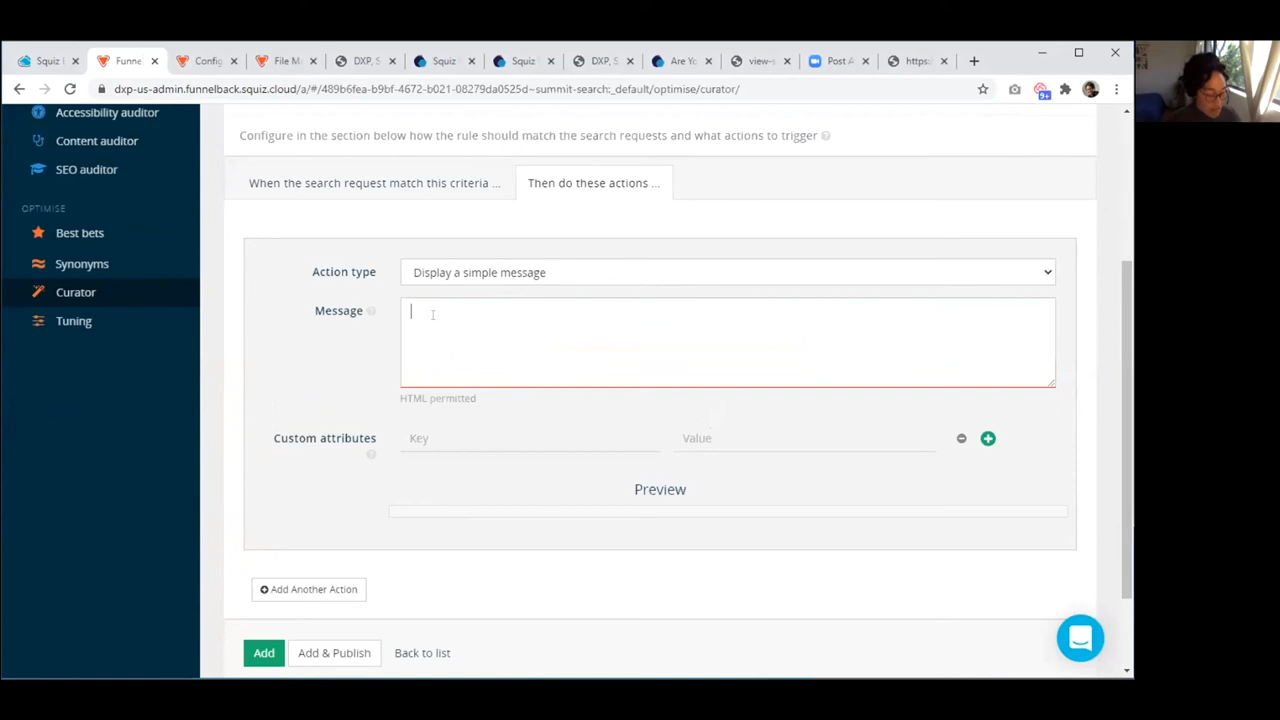 Squiz
Funne
Config
File M
DXP, S
Squiz
Squiz
DXP, S
Are Yo
view-s
Post A
https:
dxp-us-admin.funnelback.squiz.cloud/a/#/489b6fea-b9bf-4672-b021-08279da0525d~summit-search:_default/optimise/curator/
9+
Accessibility auditor
Content auditor
SEO auditor
OPTIMISE
Best bets
Synonyms
Curator
Tuning
Configure in the section below how the rule should match the search requests and what actions to trigger
When the search request match this criteria ...
Then do these actions ...
Action type
Display a simple message
Message
HTML permitted
Custom attributes
Key
Value
Preview
Add Another Action
Add
Add & Publish
Back to list